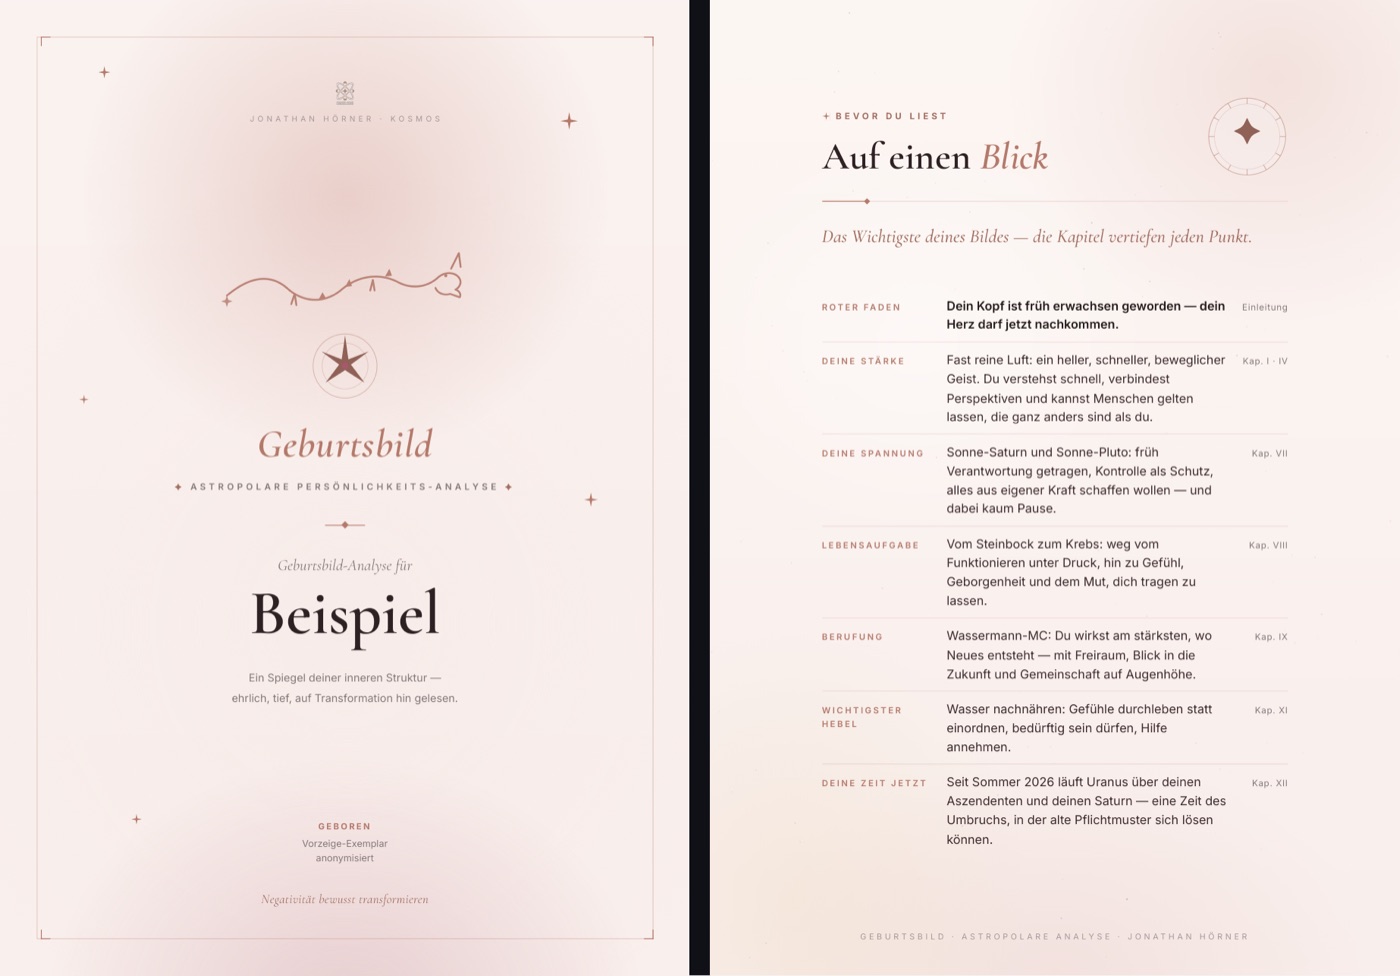 JONATHAN HÖRNER · KOSMOS
Geburtsbild
ASTROPOLARE PERSÖNLICHKEITS-ANALYSE
Geburtsbild-Analyse für
Beispiel
Ein Spiegel deiner inneren Struktur —
ehrlich, tief, auf Transformation hin gelesen.
GEBOREN
Vorzeige-Exemplar
anonymisiert
Negativität bewusst transformieren
BEVOR DU LIEST
Auf einen Blick
Das Wichtigste deines Bildes — die Kapitel vertiefen jeden Punkt.
ROTER FADEN
Dein Kopf ist früh erwachsen geworden — dein
Herz darf jetzt nachkommen.
Einleitung
DEINE STÄRKE
Fast reine Luft: ein heller, schneller, beweglicher
Geist. Du verstehst schnell, verbindest
Perspektiven und kannst Menschen gelten
lassen, die ganz anders sind als du.
Kap. I · IV
DEINE SPANNUNG
Sonne-Saturn und Sonne-Pluto: früh
Verantwortung getragen, Kontrolle als Schutz,
alles aus eigener Kraft schaffen wollen — und
dabei kaum Pause.
Kap. VII
LEBENSAUFGABE
Vom Steinbock zum Krebs: weg vom
Funktionieren unter Druck, hin zu Gefühl,
Geborgenheit und dem Mut, dich tragen zu
lassen.
Kap. VIII
BERUFUNG
Wassermann-MC: Du wirkst am stärksten, wo
Neues entsteht — mit Freiraum, Blick in die
Zukunft und Gemeinschaft auf Augenhöhe.
Kap. IX
WICHTIGSTER
HEBEL
Wasser nachnähren: Gefühle durchleben statt
einordnen, bedürftig sein dürfen, Hilfe
annehmen.
Kap. XI
DEINE ZEIT JETZT
Seit Sommer 2026 läuft Uranus über deinen
Aszendenten und deinen Saturn — eine Zeit des
Umbruchs, in der alte Pflichtmuster sich lösen
können.
Kap. XII
GEBURTSBILD · ASTROPOLARE ANALYSE · JONATHAN HÖRNER